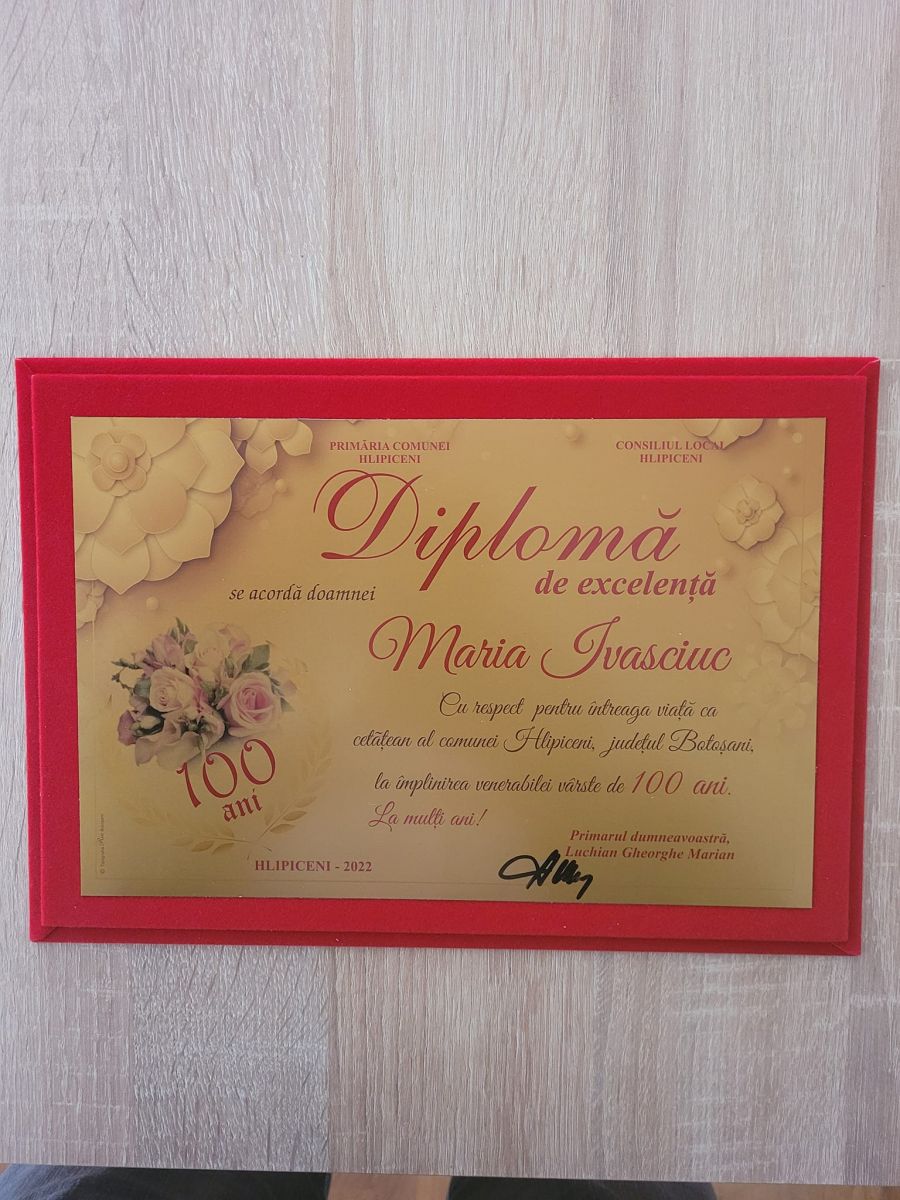 PRIMĂRIA COMUNEI
HLIPICENI
CONSILIUL LOCAL
HLIPICENI
Diplomă
de excelență
se acordă doamnei
Maria Ivasciuc
Cu respect pentru întreaga viață ca
cetățean al comunei Hlipiceni, județul Botoșani,
la împlinirea venerabilei vârste de 100 ani.
La mulți ani!
100
ani
Primarul dumneavoastră,
Luchian Gheorghe Marian
HLIPICENI - 2022